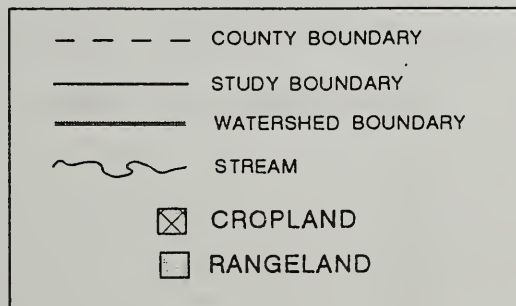 COUNTY BOUNDARY
STUDY BOUNDARY
WATERSHED BOUNDARY
STREAM
CROPLAND
RANGELAND